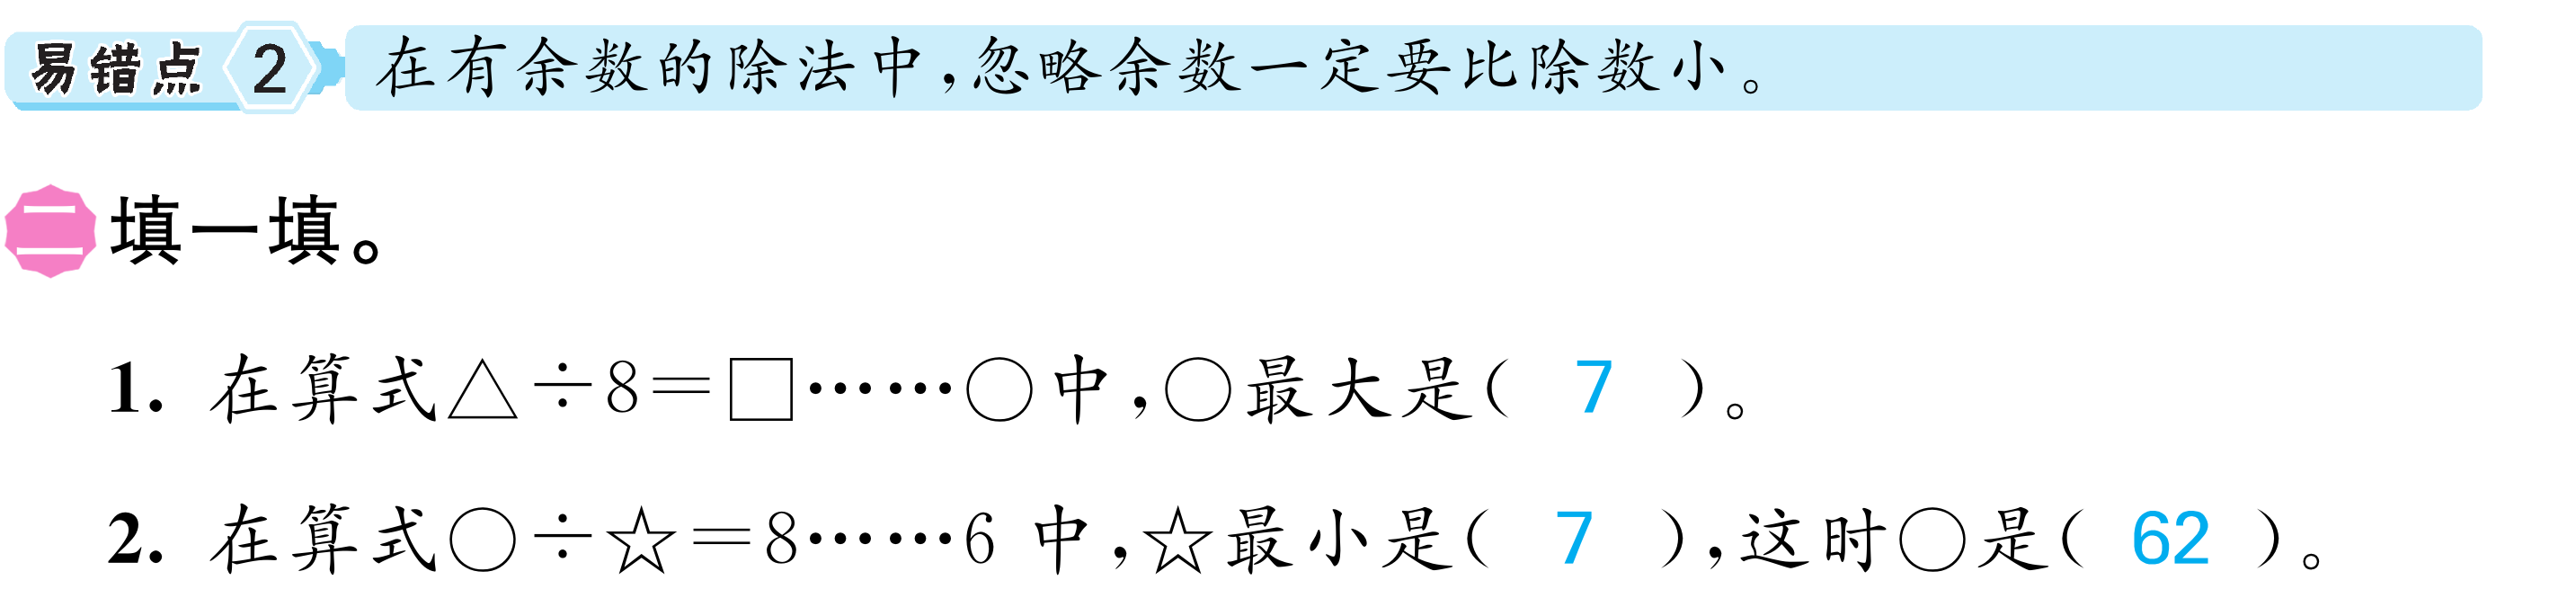 易错点 2 在有余数的除法中,忽略余数一定要比除数小。
二 填一填。
1. 在算式△÷8=□……○中,○最大是( 7 )。
2. 在算式○÷☆=8……6 中,☆最小是( 7 ),这时○是( 62 )。